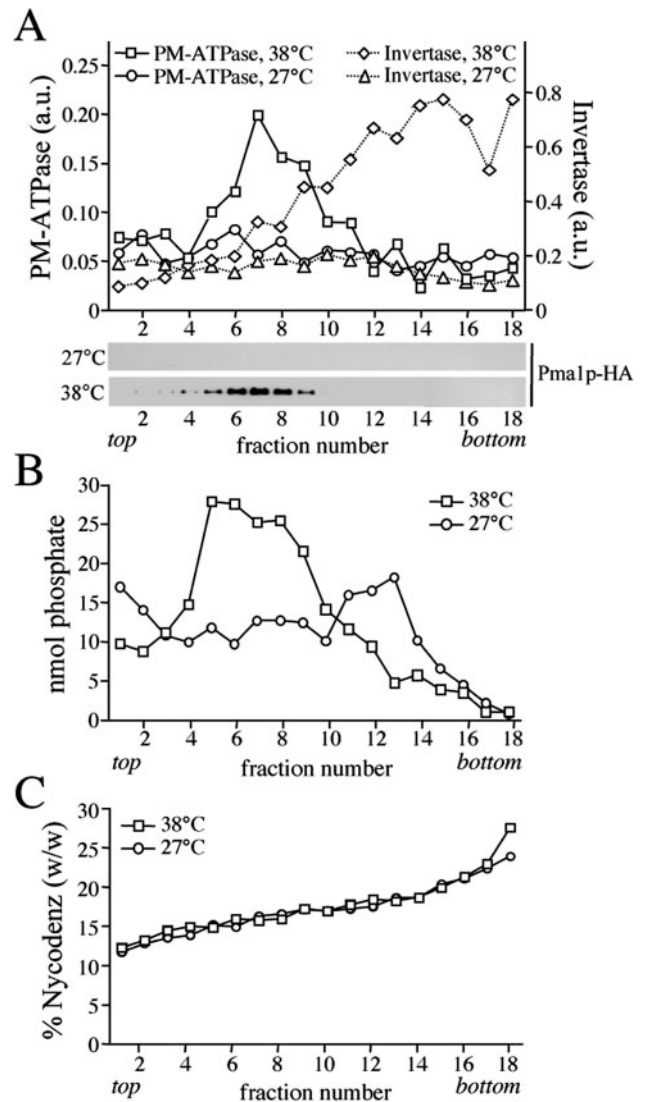 A
PM-ATPase, 38°C
Invertase, 38°C
PM-ATPase, 27°C
Invertase, 27°C
PM-ATPase (a.u.)
0.25
0.20
0.15
0.10
0.05
0
Invertase (a.u.)
0.8
0.6
0.4
0.2
0
2 4 6 8 10 12 14 16 18
27°C
38°C
Pma1p-HA
2 4 6 8 10 12 14 16 18
top fraction number bottom
B
nmol phosphate
30
25
20
15
10
5
0
38°C
27°C
2 4 6 8 10 12 14 16 18
top fraction number bottom
C
% Nycodenz (w/w)
30
25
20
15
10
5
0
38°C
27°C
2 4 6 8 10 12 14 16 18
top fraction number bottom